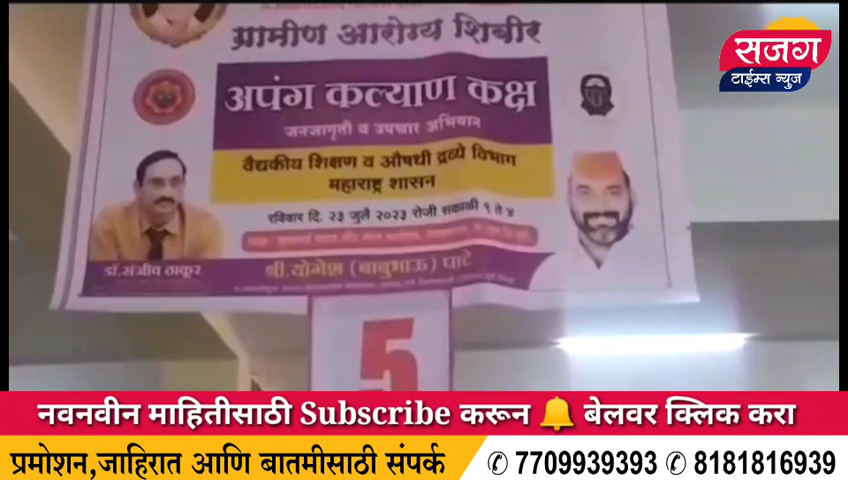 ग्रामीण आरोग्य शिबीर
सजग
टाईम्स न्युज
अपंग कल्याण कक्ष
जनजागृती व उपचार अभियान
वैद्यकीय शिक्षण व औषधी द्रव्ये विभाग
महाराष्ट्र शासन
रविवार दि. २३ जुलै २०२३ रोजी सकाळी ९ ते ४
डॉ.संजीव ठाकूर
श्री.योगेश (बाबुभाऊ) पाटे
5
नवनवीन माहितीसाठी Subscribe करून 🔔 बेलवर क्लिक करा
प्रमोशन,जाहिरात आणि बातमीसाठी संपर्क ✆ 7709939393 ✆ 8181816939